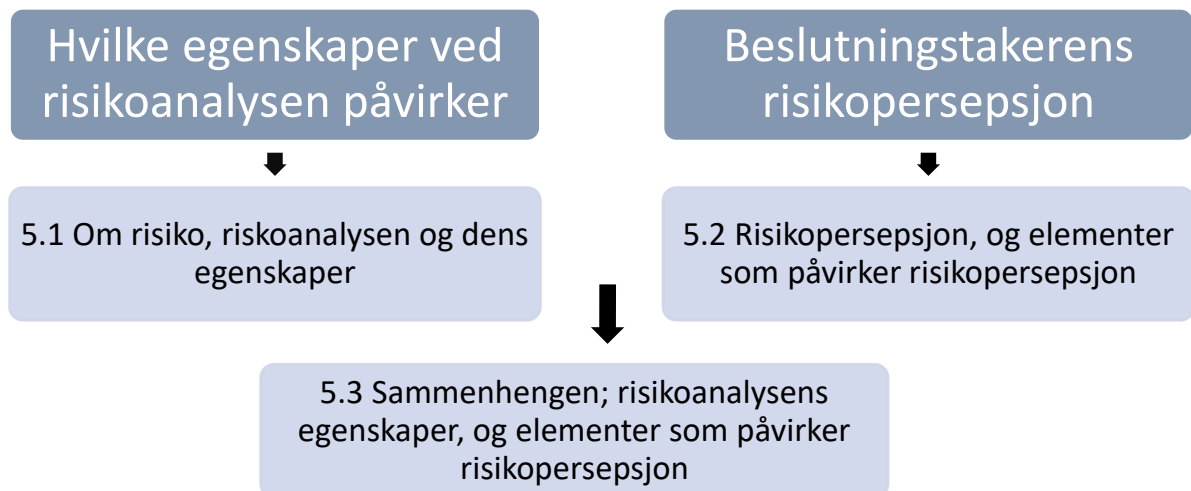 Hvilke egenskaper ved
risikoanalysen påvirker
Beslutningstakerens
risikopersepsjon
5.1 Om risiko, riskoanalysen og dens
egenskaper
5.2 Risikopersepsjon, og elementer
som påvirker risikopersepsjon
5.3 Sammenhengen; risikoanalysens
egenskaper, og elementer som påvirker
risikopersepsjon